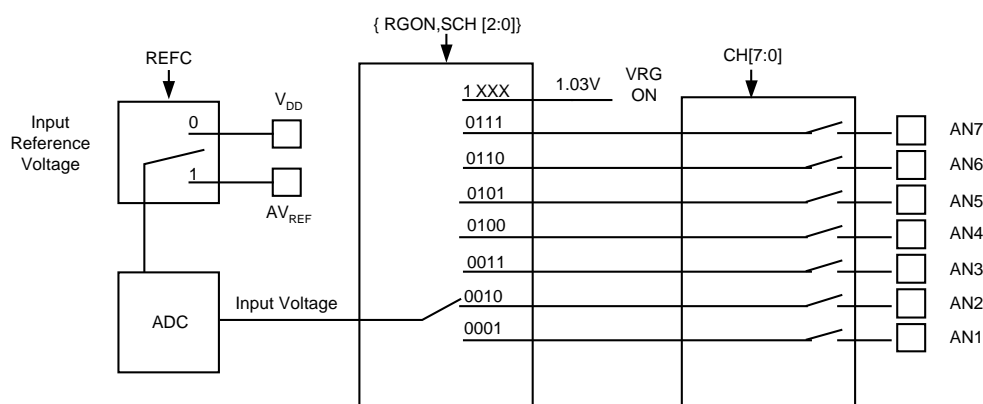 { RGON,SCH [2:0]}
REFC
CH[7:0]
Input
Reference
Voltage
0
V_DD
1
AV_REF
1 XXX
1.03V
VRG
ON
0111
AN7
0110
AN6
0101
AN5
0100
AN4
0011
AN3
0010
AN2
0001
AN1
Input Voltage
ADC